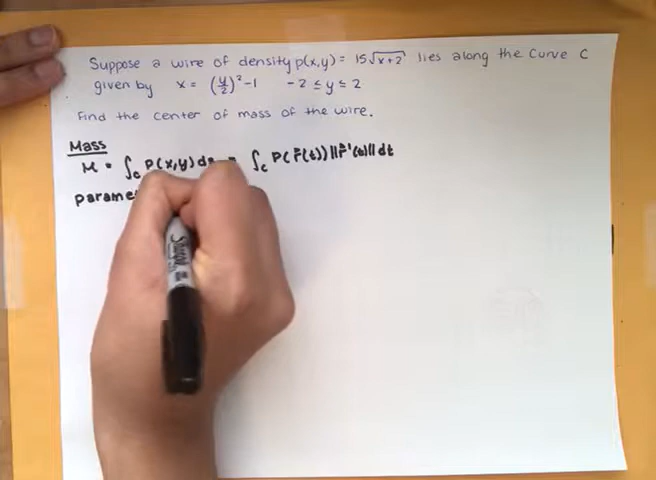 Suppose a wire of density p(x,y) = 15√x+2 lies along the curve C
given by x = (y/2)²-1 -2 ≤ y ≤ 2
Find the center of mass of the wire.
Mass
M = ∫c P(x,y) ds = ∫c P(r⃗(t)) ||r⃗'(t)|| dt